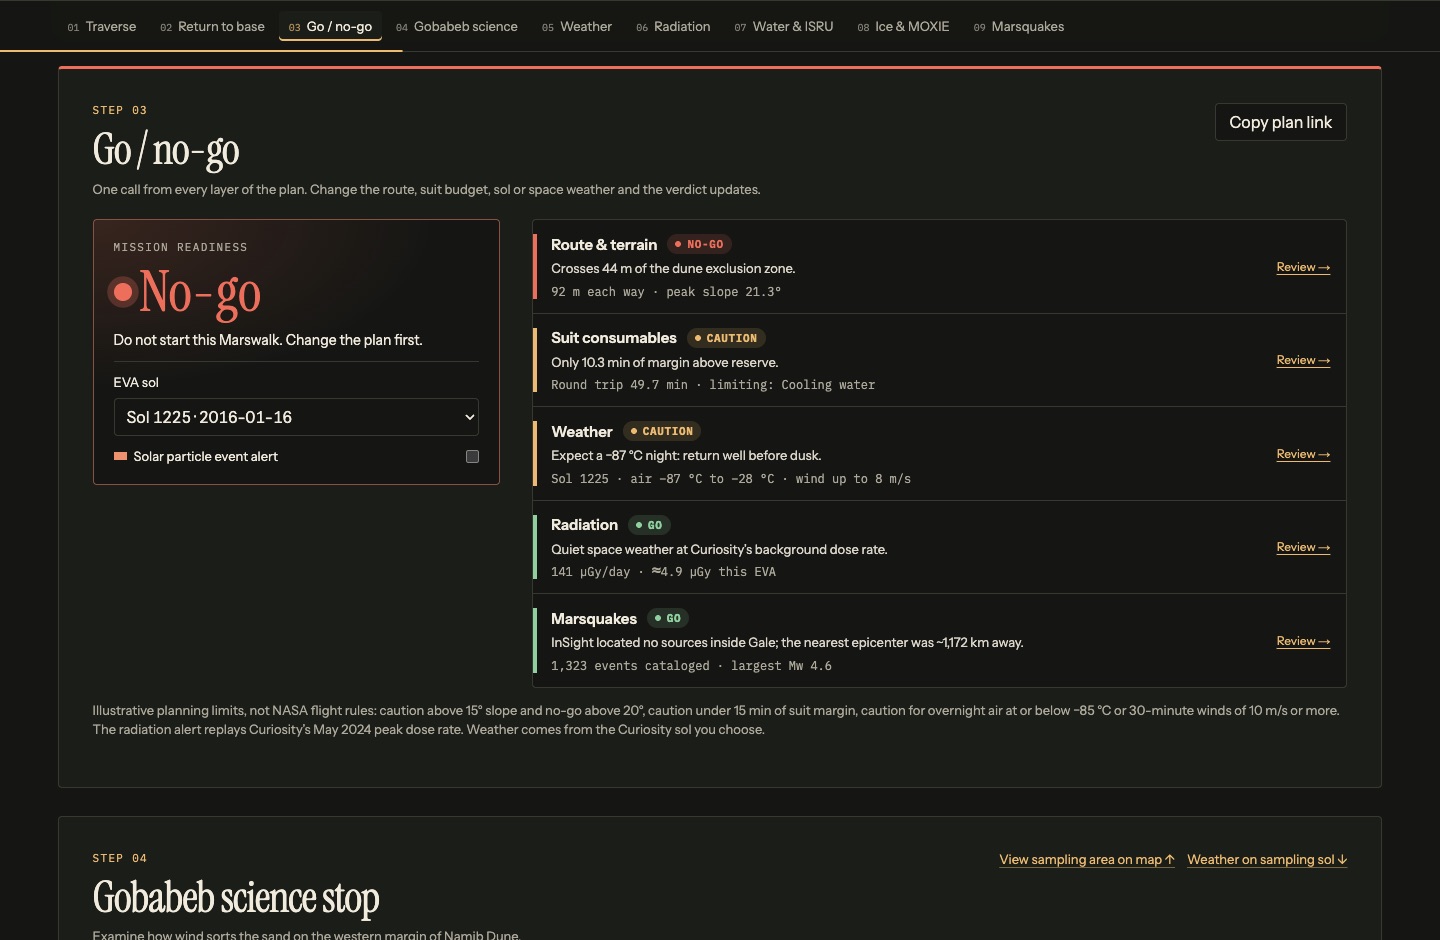 01 Traverse 02 Return to base 03 Go / no-go 04 Gobabeb science 05 Weather 06 Radiation 07 Water & ISRU 08 Ice & MOXIE 09 Marsquakes
STEP 03
Go / no-go
Copy plan link
One call from every layer of the plan. Change the route, suit budget, sol or space weather and the verdict updates.
MISSION READINESS
No-go
Do not start this Marswalk. Change the plan first.
EVA sol
Sol 1225 · 2016-01-16
Solar particle event alert
Route & terrain NO-GO
Crosses 44 m of the dune exclusion zone.
92 m each way · peak slope 21.3°
Review →
Suit consumables CAUTION
Only 10.3 min of margin above reserve.
Round trip 49.7 min · limiting: Cooling water
Review →
Weather CAUTION
Expect a −87 °C night: return well before dusk.
Sol 1225 · air −87 °C to −28 °C · wind up to 8 m/s
Review →
Radiation GO
Quiet space weather at Curiosity's background dose rate.
141 µGy/day · ≈4.9 µGy this EVA
Review →
Marsquakes GO
InSight located no sources inside Gale; the nearest epicenter was ~1,172 km away.
1,323 events cataloged · largest Mw 4.6
Review →
Illustrative planning limits, not NASA flight rules: caution above 15° slope and no-go above 20°, caution under 15 min of suit margin, caution for overnight air at or below −85 °C or 30-minute winds of 10 m/s or more.
The radiation alert replays Curiosity's May 2024 peak dose rate. Weather comes from the Curiosity sol you choose.
STEP 04
View sampling area on map ↑ Weather on sampling sol ↓
Gobabeb science stop
Examine how wind sorts the sand on the western margin of Namib Dune.